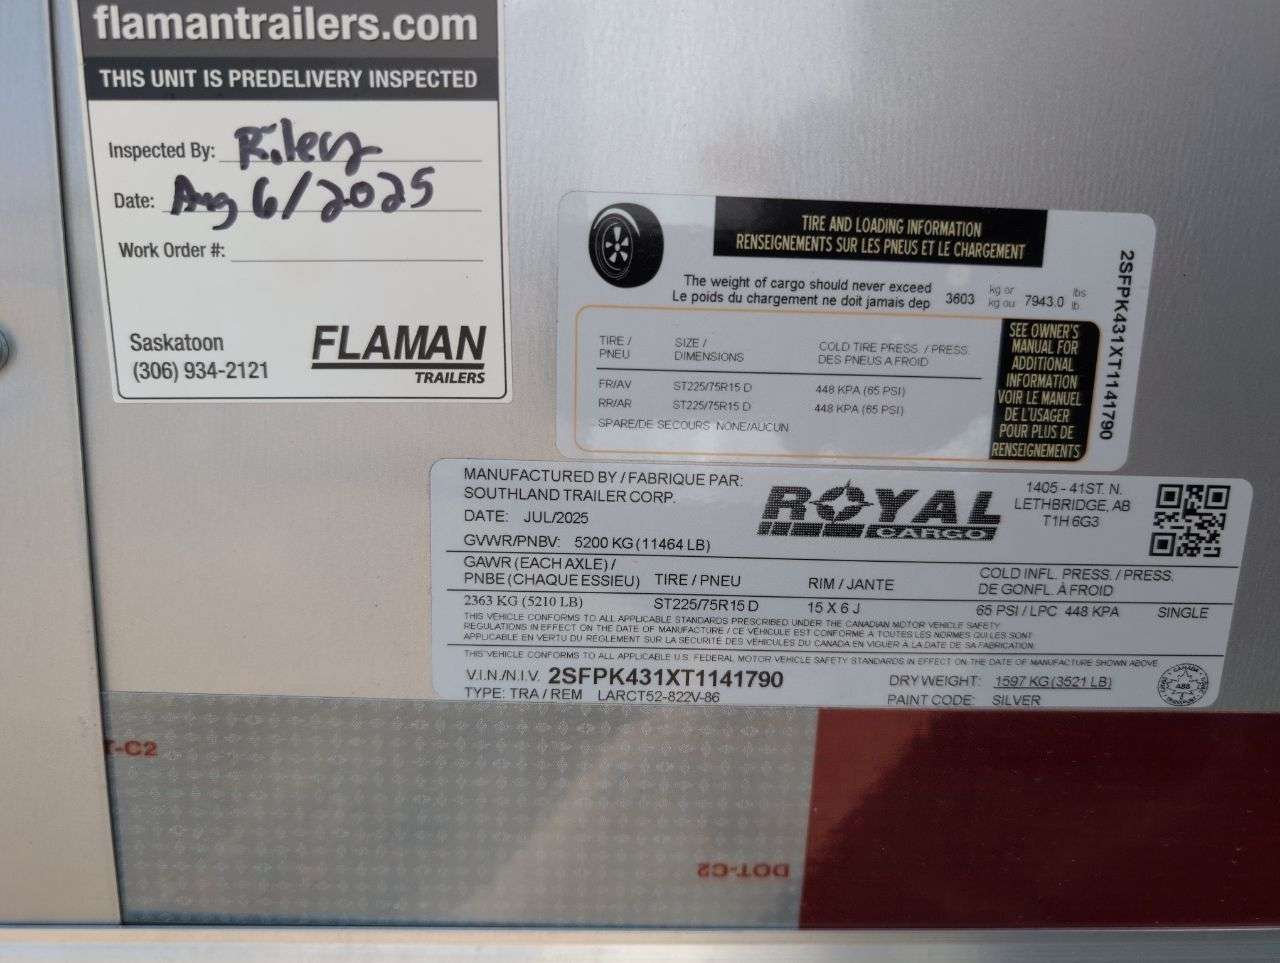 flamantrailers.com
THIS UNIT IS PREDELIVERY INSPECTED
Inspected By: Riley
Date: Aug 6/2025
Work Order #:
Saskatoon
(306) 934-2121
FLAMAN
TRAILERS
TIRE AND LOADING INFORMATION
RENSEIGNEMENTS SUR LES PNEUS ET LE CHARGEMENT
The weight of cargo should never exceed
Le poids du chargement ne doit jamais dep 3603 kg or kg ou 7943.0 lbs lb
TIRE / PNEU SIZE / DIMENSIONS COLD TIRE PRESS. / PRESS. DES PNEUS A FROID
FR/AV ST225/75R15 D 448 KPA (65 PSI)
RR/AR ST225/75R15 D 448 KPA (65 PSI)
SPARE/DE SECOURS NONE/AUCUN
SEE OWNER'S
MANUAL FOR
ADDITIONAL
INFORMATION
VOIR LE MANUEL
DE L'USAGER
POUR PLUS DE
RENSEIGNEMENTS
2SFPK431XT1141790
MANUFACTURED BY / FABRIQUE PAR:
SOUTHLAND TRAILER CORP.
DATE: JUL/2025
GVWR/PNBV: 5200 KG (11464 LB)
ROYAL
CARGO
1405 - 41ST. N.
LETHBRIDGE, AB
T1H 6G3
GAWR (EACH AXLE) /
PNBE (CHAQUE ESSIEU) TIRE / PNEU RIM / JANTE COLD INFL. PRESS. / PRESS. DE GONFL. À FROID
2363 KG (5210 LB) ST225/75R15 D 15 X 6 J 65 PSI / LPC 448 KPA SINGLE
THIS VEHICLE CONFORMS TO ALL APPLICABLE STANDARDS PRESCRIBED UNDER THE CANADIAN MOTOR VEHICLE SAFETY
REGULATIONS IN EFFECT ON THE DATE OF MANUFACTURE / CE VÉHICULE EST CONFORME À TOUTES LES NORMES QUI LES SONT
APPLICABLE EN VERTU DU RÈGLEMENT SUR LA SÉCURITÉ DES VÉHICULES DU CANADA EN VIGUER À LA DATE DE SA FABRICATION.
THIS VEHICLE CONFORMS TO ALL APPLICABLE U.S. FEDERAL MOTOR VEHICLE SAFETY STANDARDS IN EFFECT ON THE DATE OF MANUFACTURE SHOWN ABOVE
V.I.N./N.I.V. 2SFPK431XT1141790 DRY WEIGHT: 1597 KG (3521 LB)
TYPE: TRA / REM LARCT52-822V-86 PAINT CODE: SILVER
T-C2
DOT-C2